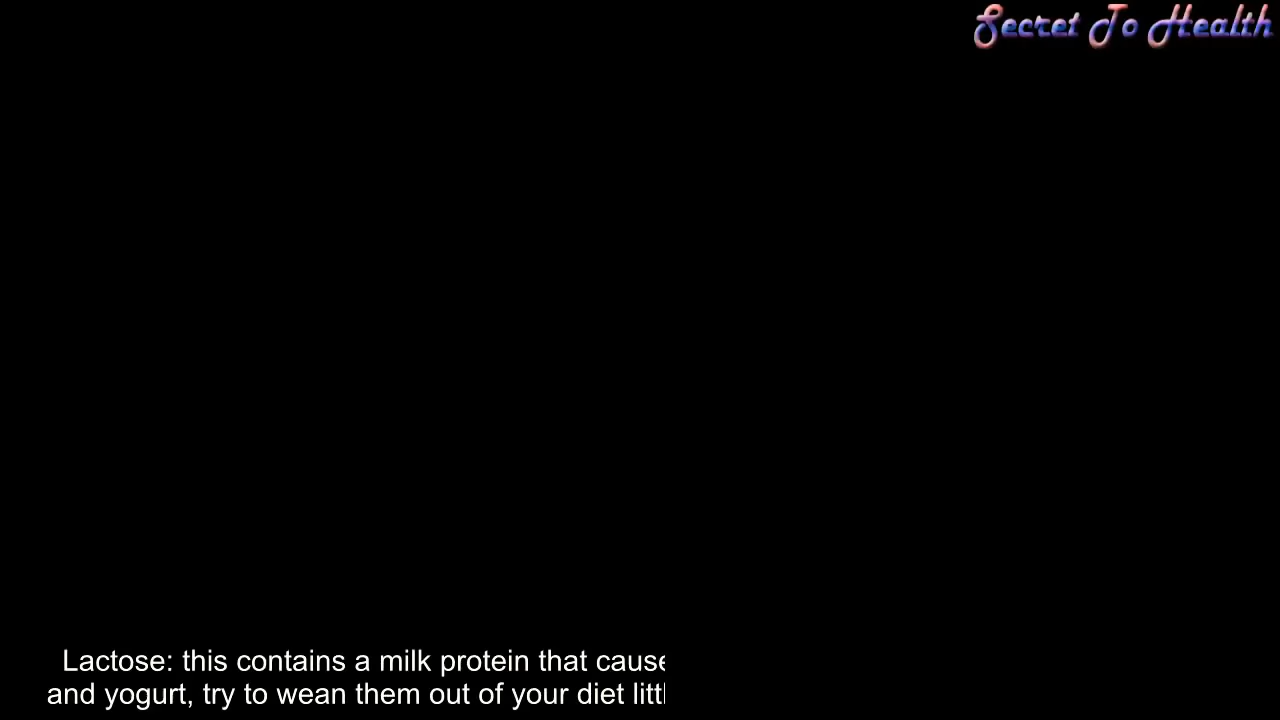 Secret To Health
Lactose: this contains a milk protein that cause
and yogurt, try to wean them out of your diet